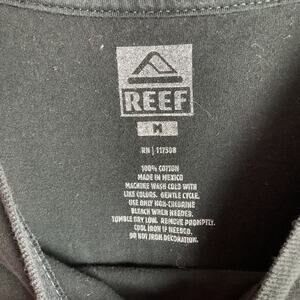 REEF
M
RN | 117508
100% COTTON
MADE IN MEXICO
MACHINE WASH COLD WITH
LIKE COLORS. GENTLE CYCLE.
USE ONLY NON-CHLORINE
BLEACH WHEN NEEDED.
TUMBLE DRY LOW. REMOVE PROMPTLY.
COOL IRON IF NEEDED.
DO NOT IRON DECORATION.